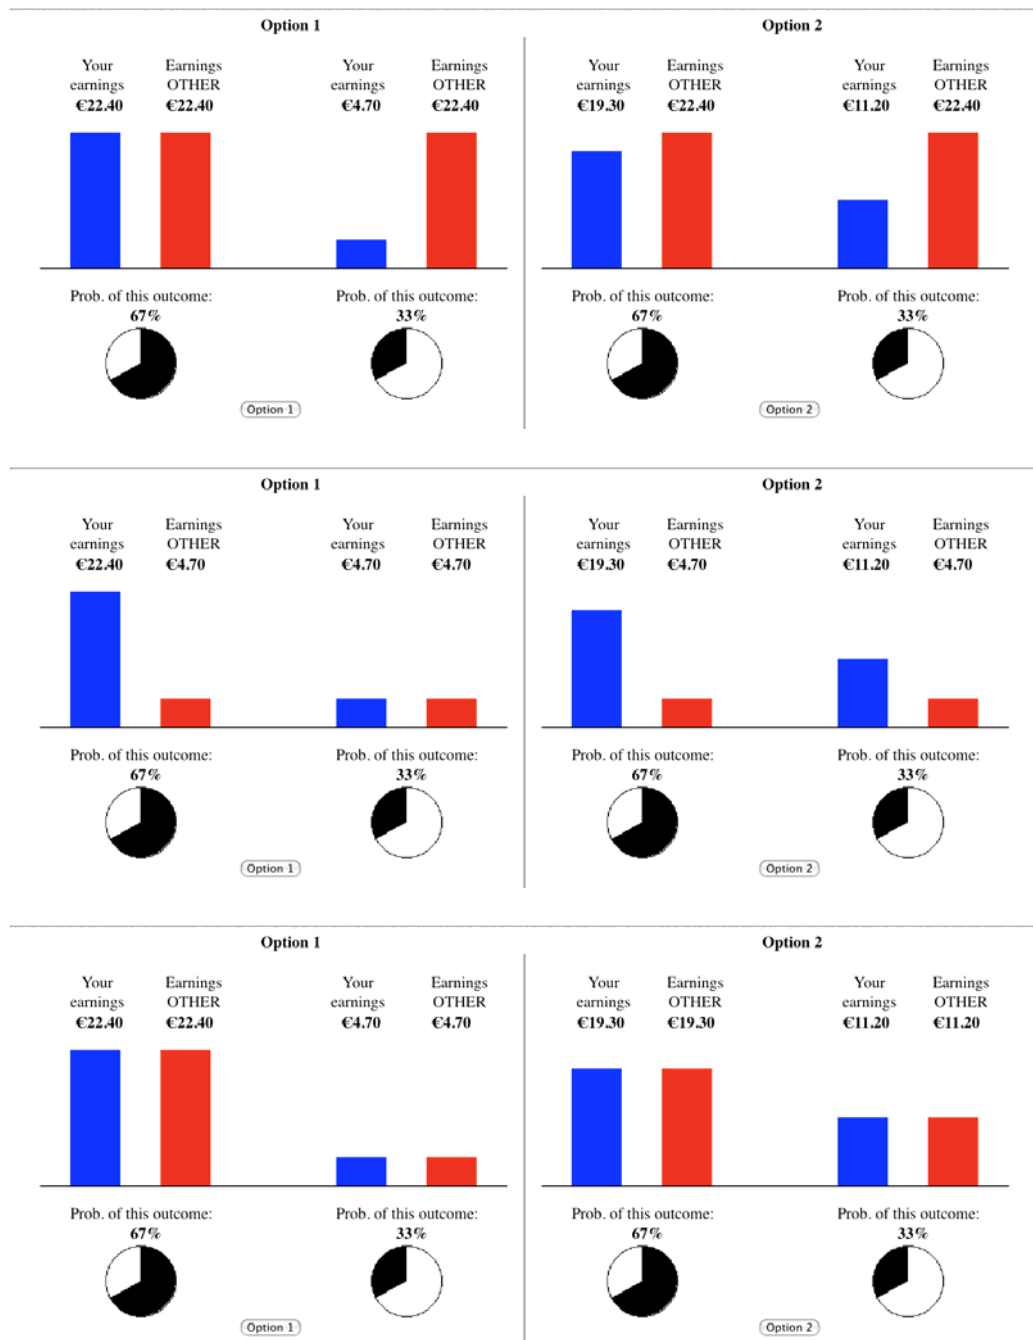 Option 1 Option 2
Your Earnings Your Earnings Your Earnings Your Earnings
earnings OTHER earnings OTHER earnings OTHER earnings OTHER
€22.40 €22.40 €4.70 €22.40 €19.30 €22.40 €11.20 €22.40
Prob. of this outcome: Prob. of this outcome: Prob. of this outcome: Prob. of this outcome:
67% 33% 67% 33%
Option 1 Option 2
Option 1 Option 2
Your Earnings Your Earnings Your Earnings Your Earnings
earnings OTHER earnings OTHER earnings OTHER earnings OTHER
€22.40 €4.70 €4.70 €4.70 €19.30 €4.70 €11.20 €4.70
Prob. of this outcome: Prob. of this outcome: Prob. of this outcome: Prob. of this outcome:
67% 33% 67% 33%
Option 1 Option 2
Option 1 Option 2
Your Earnings Your Earnings Your Earnings Your Earnings
earnings OTHER earnings OTHER earnings OTHER earnings OTHER
€22.40 €22.40 €4.70 €4.70 €19.30 €19.30 €11.20 €11.20
Prob. of this outcome: Prob. of this outcome: Prob. of this outcome: Prob. of this outcome:
67% 33% 67% 33%
Option 1 Option 2